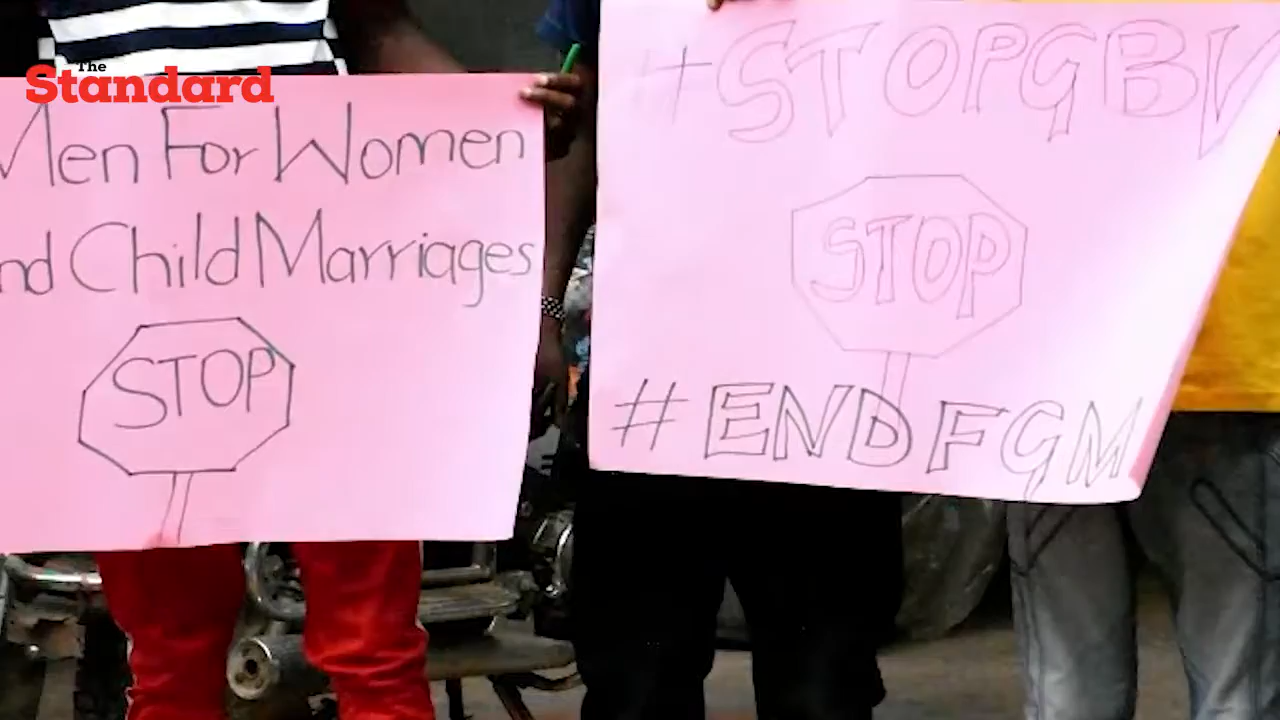 The
Standard
Men For Women
nd Child Marriages
STOP
#STOPGBV
STOP
#ENDFGM